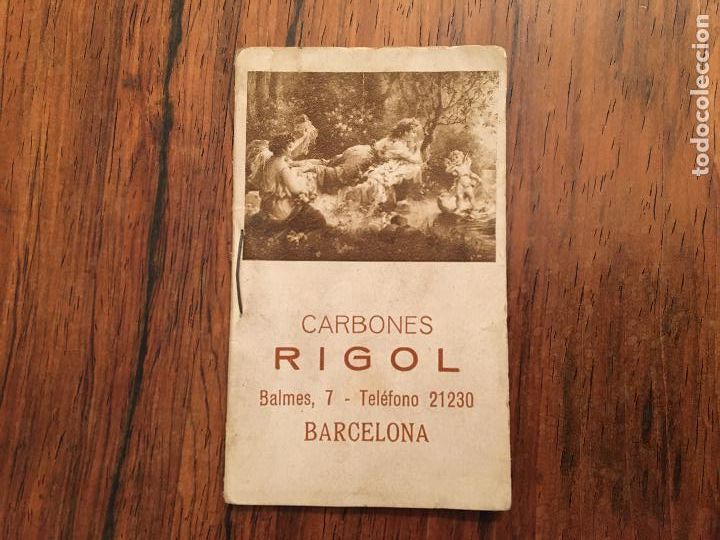 CARBONES
RIGOL
Balmes, 7 - Teléfono 21230
BARCELONA
todocoleccion